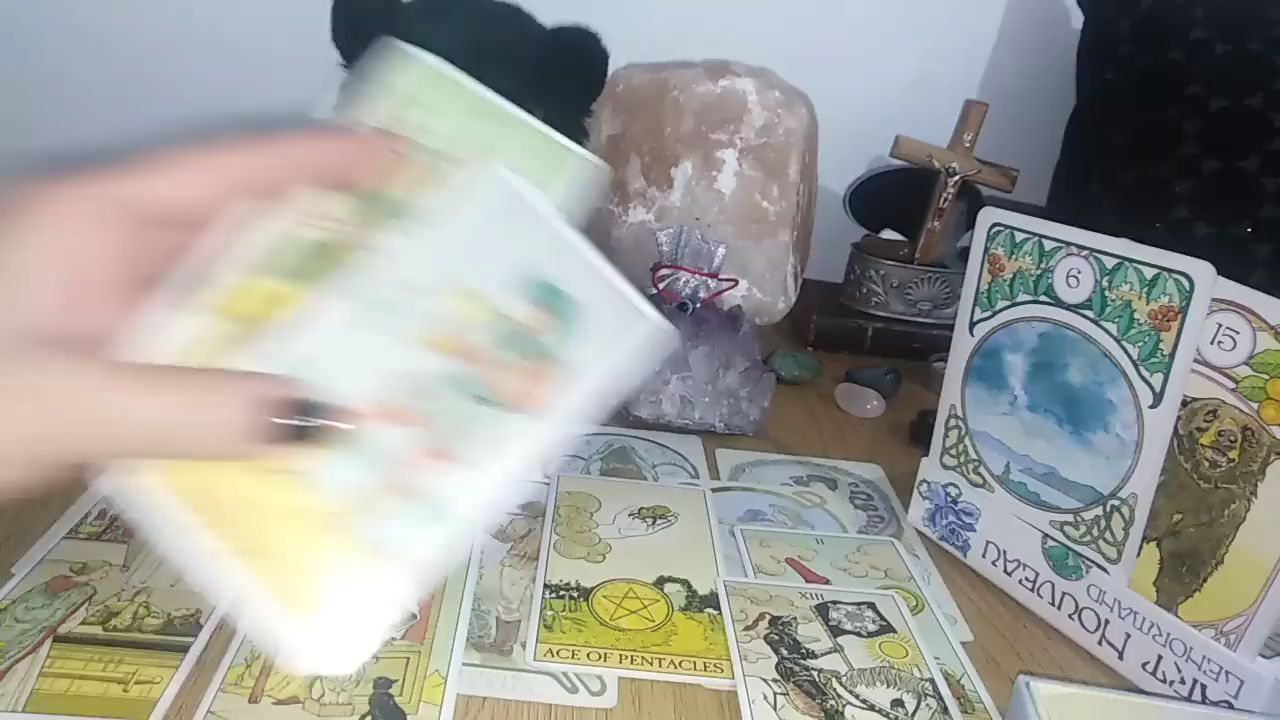 6
15
ART NOUVEAU
LENORMAND
II
XIII
ACE OF PENTACLES